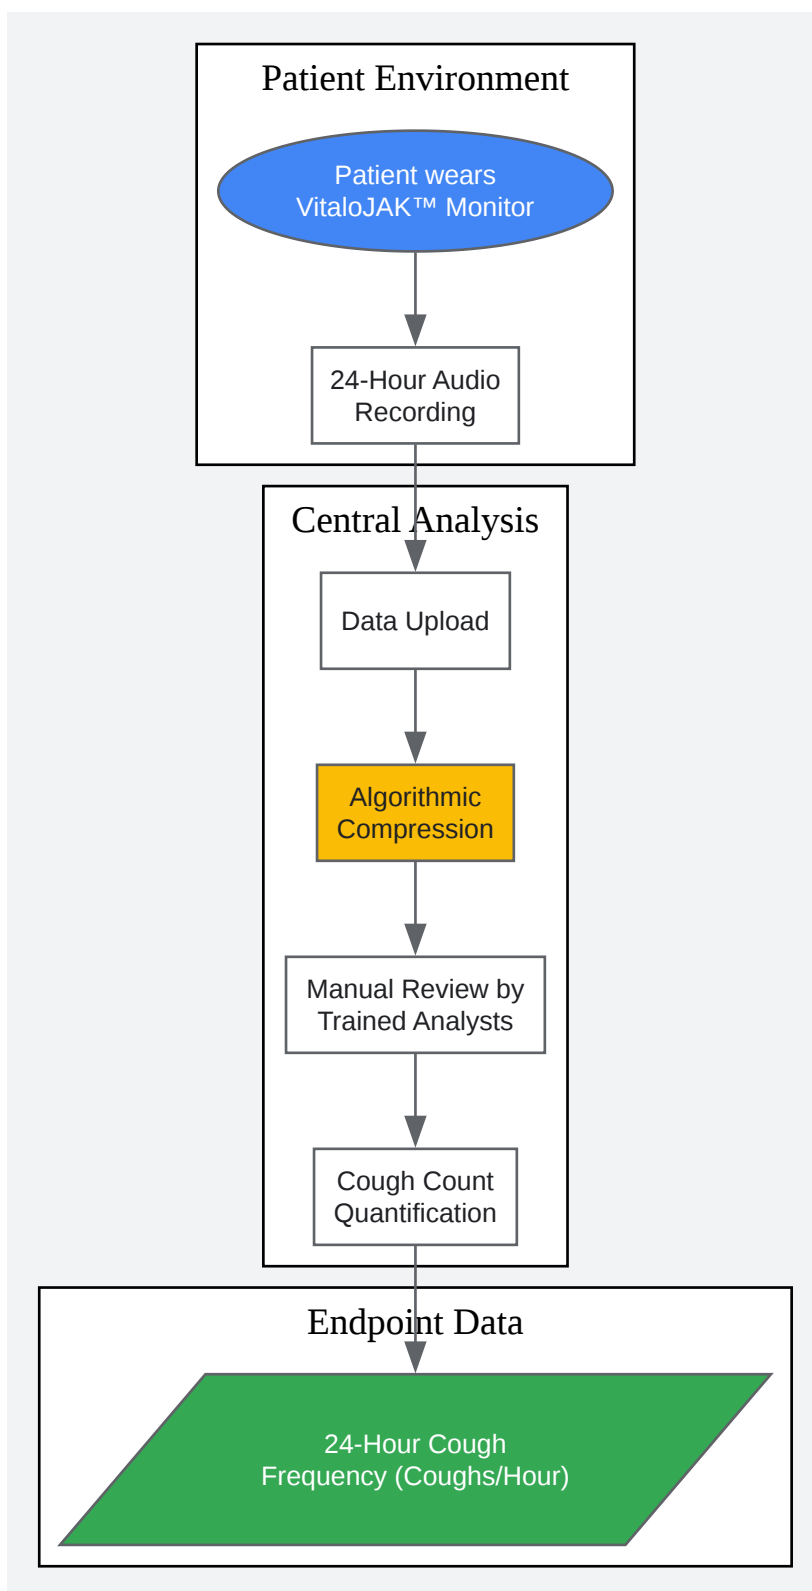 Patient Environment
Patient wears
VitaloJAK™ Monitor
24-Hour Audio
Recording
Central Analysis
Data Upload
Algorithmic
Compression
Manual Review by
Trained Analysts
Cough Count
Quantification
Endpoint Data
24-Hour Cough
Frequency (Coughs/Hour)